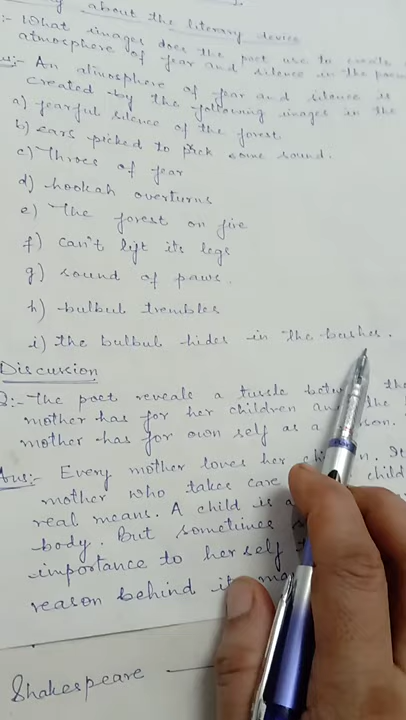 about the literary device
:- What images does the poet use to create
atmosphere of fear and silence in the poem
:- An atmosphere of fear and silence is
created by the following images in the
a) fearful silence of the forest
b) Ears picked to pick some sound.
c) Throes of fear
d) hookah overturns
e) The forest on fire
f) can't lift its legs
g) sound of paws.
h) bulbul trembles
i) the bulbul hides in the bushes.
Discussion
Q:- The poet reveals a tussle between the
mother has for her children and the
mother has for own self as a person.
Ans:- Every mother loves her children. It
mother who takes care child
real means. A child is a
body. But sometimes
importance to herself
reason behind it
Shakespeare